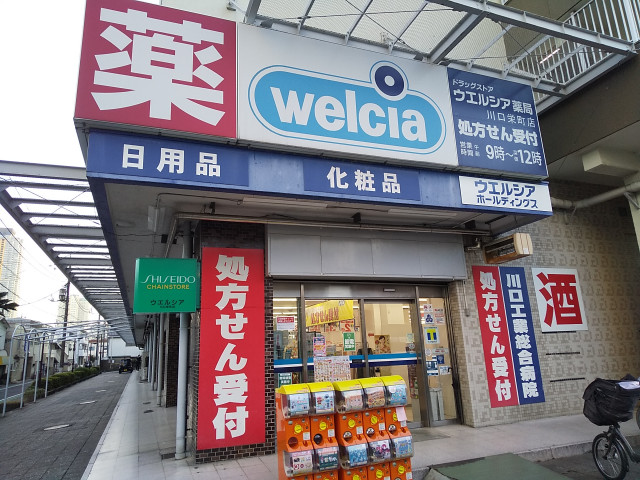 薬
welcia
ドラッグストア
ウエルシア薬局
川口栄町店
処方せん受付
営業時間
9時~
12時
日用品
化粧品
ウエルシア
ホールディングス
SHISEIDO
CHAINSTORE
ウエルシア
処方せん受付
処方せん受付
川口工業総合病院
酒